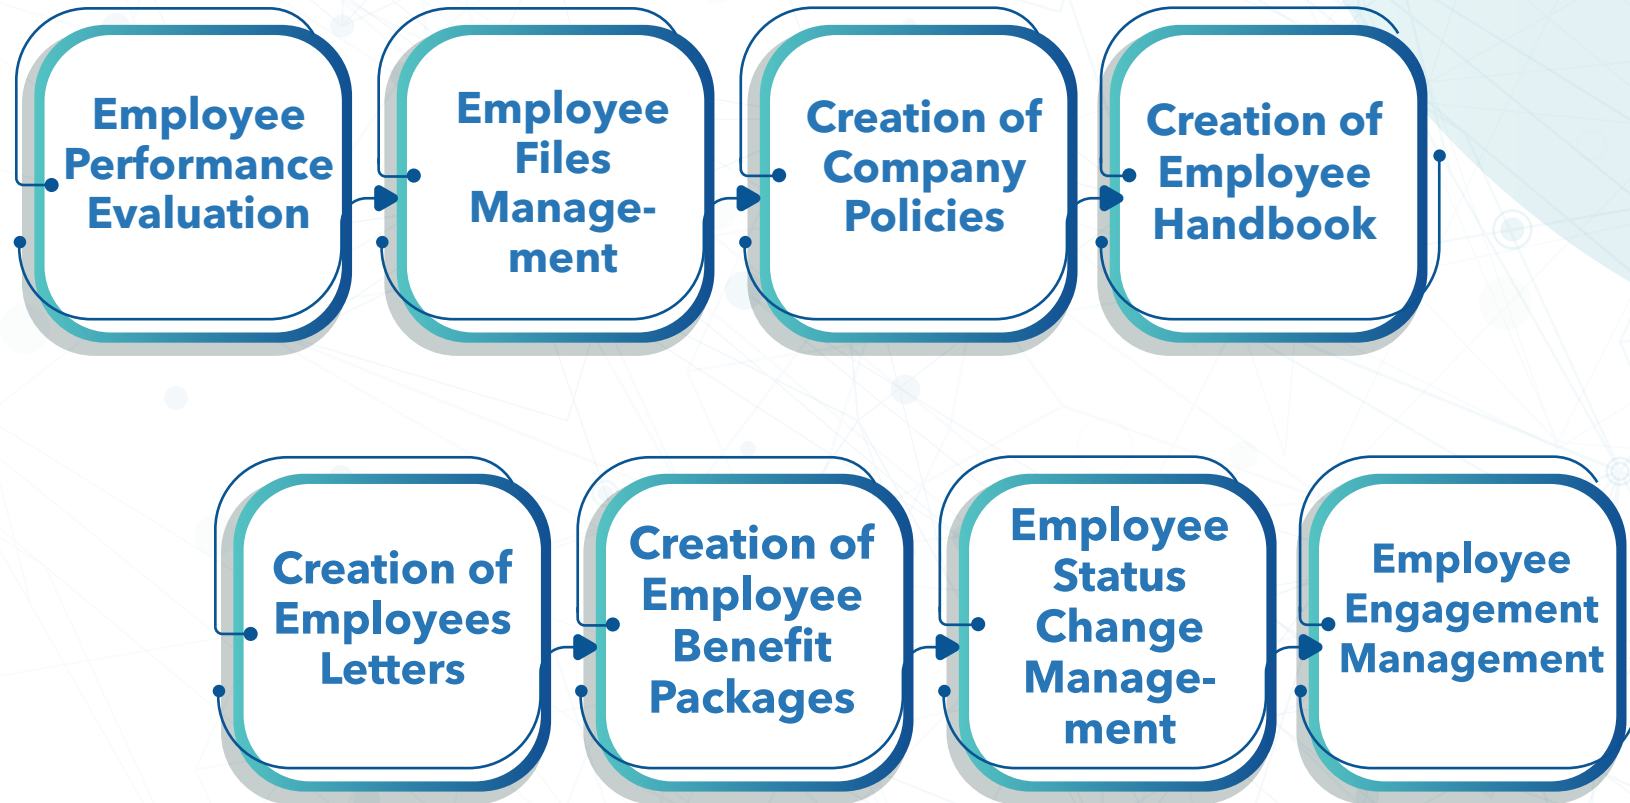 Employee
Performance
Evaluation
Employee
Files
Manage-
ment
Creation of
Company
Policies
Creation of
Employee
Handbook
Creation of
Employees
Letters
Creation of
Employee
Benefit
Packages
Employee
Status
Change
Manage-
ment
Employee
Engagement
Management